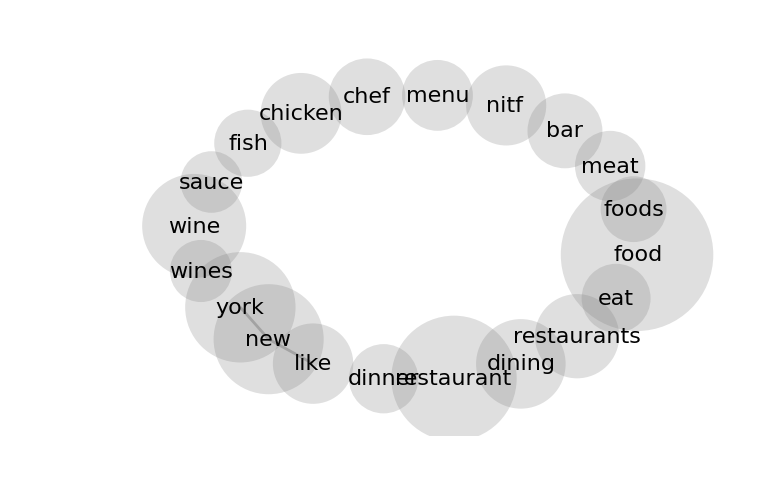 chef
menu
nitf
chicken
bar
fish
meat
sauce
foods
wine
food
wines
eat
york
new
restaurants
like
dining
dinner
restaurant